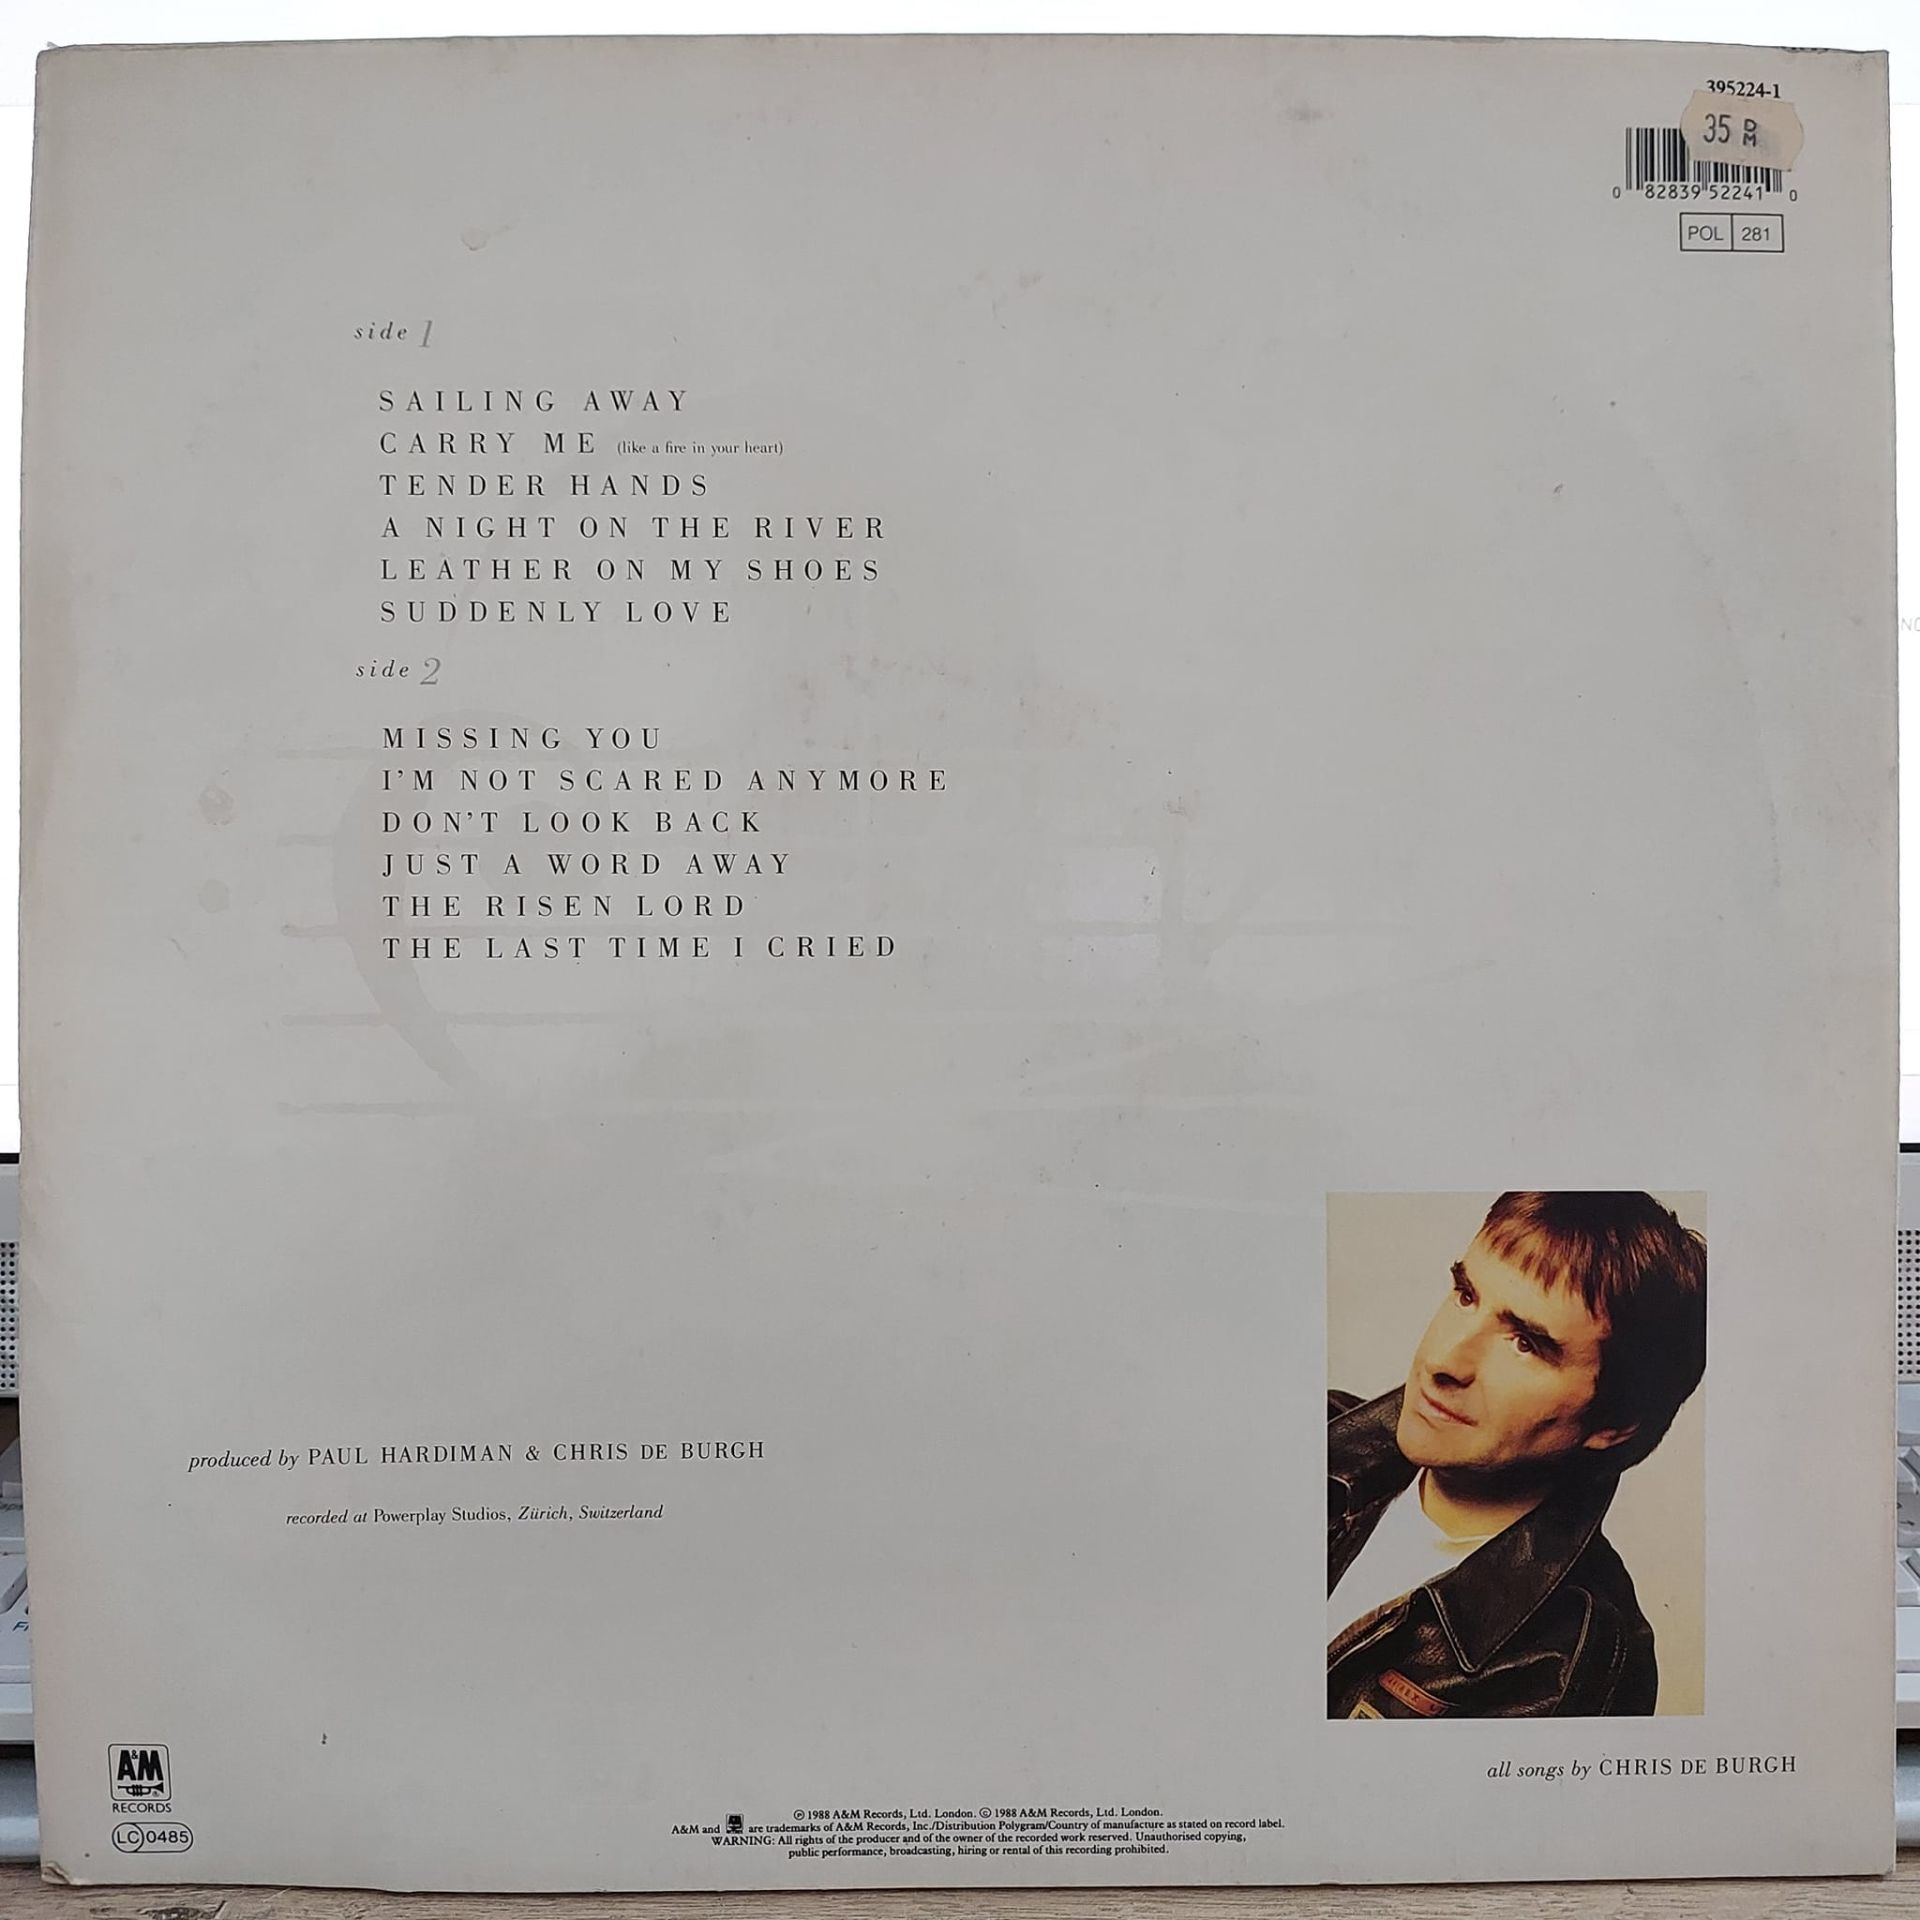 395224-1
35 DM
0 82839 52241 0
POL 281
side 1
SAILING AWAY
CARRY ME (like a fire in your heart)
TENDER HANDS
A NIGHT ON THE RIVER
LEATHER ON MY SHOES
SUDDENLY LOVE
side 2
MISSING YOU
I'M NOT SCARED ANYMORE
DON'T LOOK BACK
JUST A WORD AWAY
THE RISEN LORD
THE LAST TIME I CRIED
produced by PAUL HARDIMAN & CHRIS DE BURGH
recorded at Powerplay Studios, Zürich, Switzerland
all songs by CHRIS DE BURGH
A&M
RECORDS
LC 0485
℗ 1988 A&M Records, Ltd. London. © 1988 A&M Records, Ltd. London.
A&M and are trademarks of A&M Records, Inc./Distribution Polygram/Country of manufacture as stated on record label.
WARNING: All rights of the producer and of the owner of the recorded work reserved. Unauthorised copying,
public performance, broadcasting, hiring or rental of this recording prohibited.